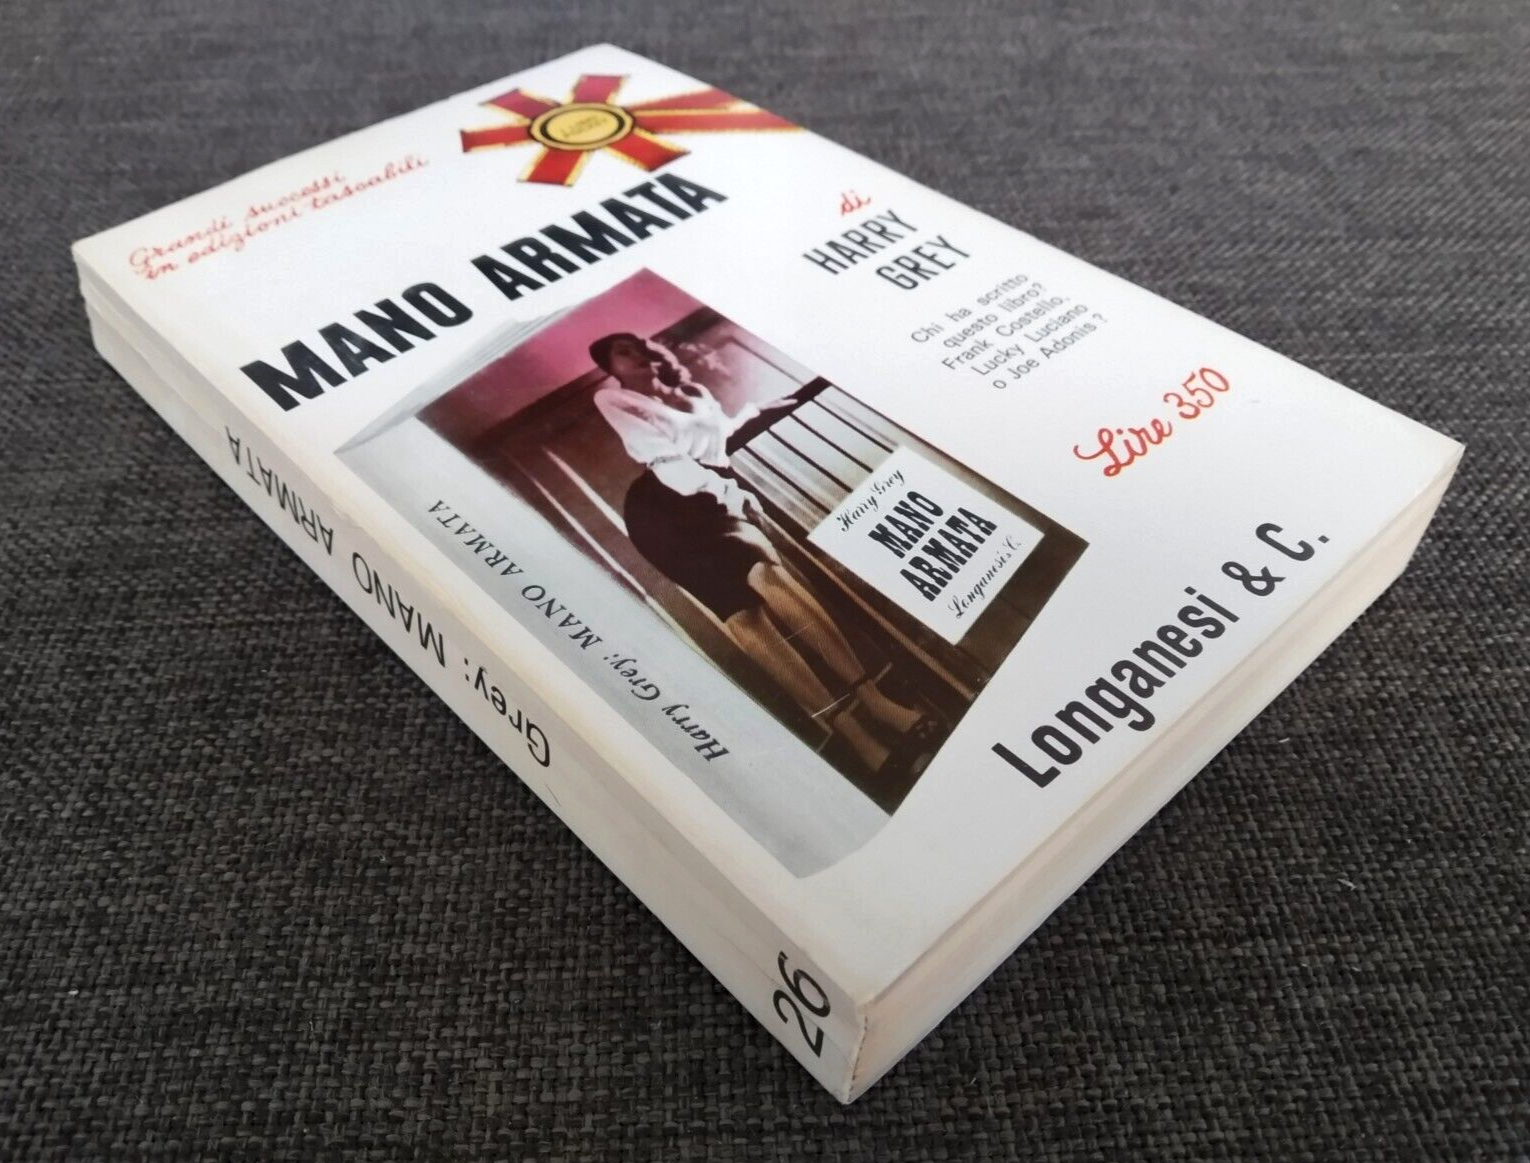 Grandi successi
in edizioni tascabili
MANO ARMATA
di
HARRY
GREY
Chi ha scritto
questo libro?
Frank Costello,
Lucky Luciano
o Joe Adonis?
Lire 350
Harry Grey
MANO
ARMATA
Longanesi & C.
Harry Grey: MANO ARMATA
Longanesi & C.
Grey: MANO ARMATA
26